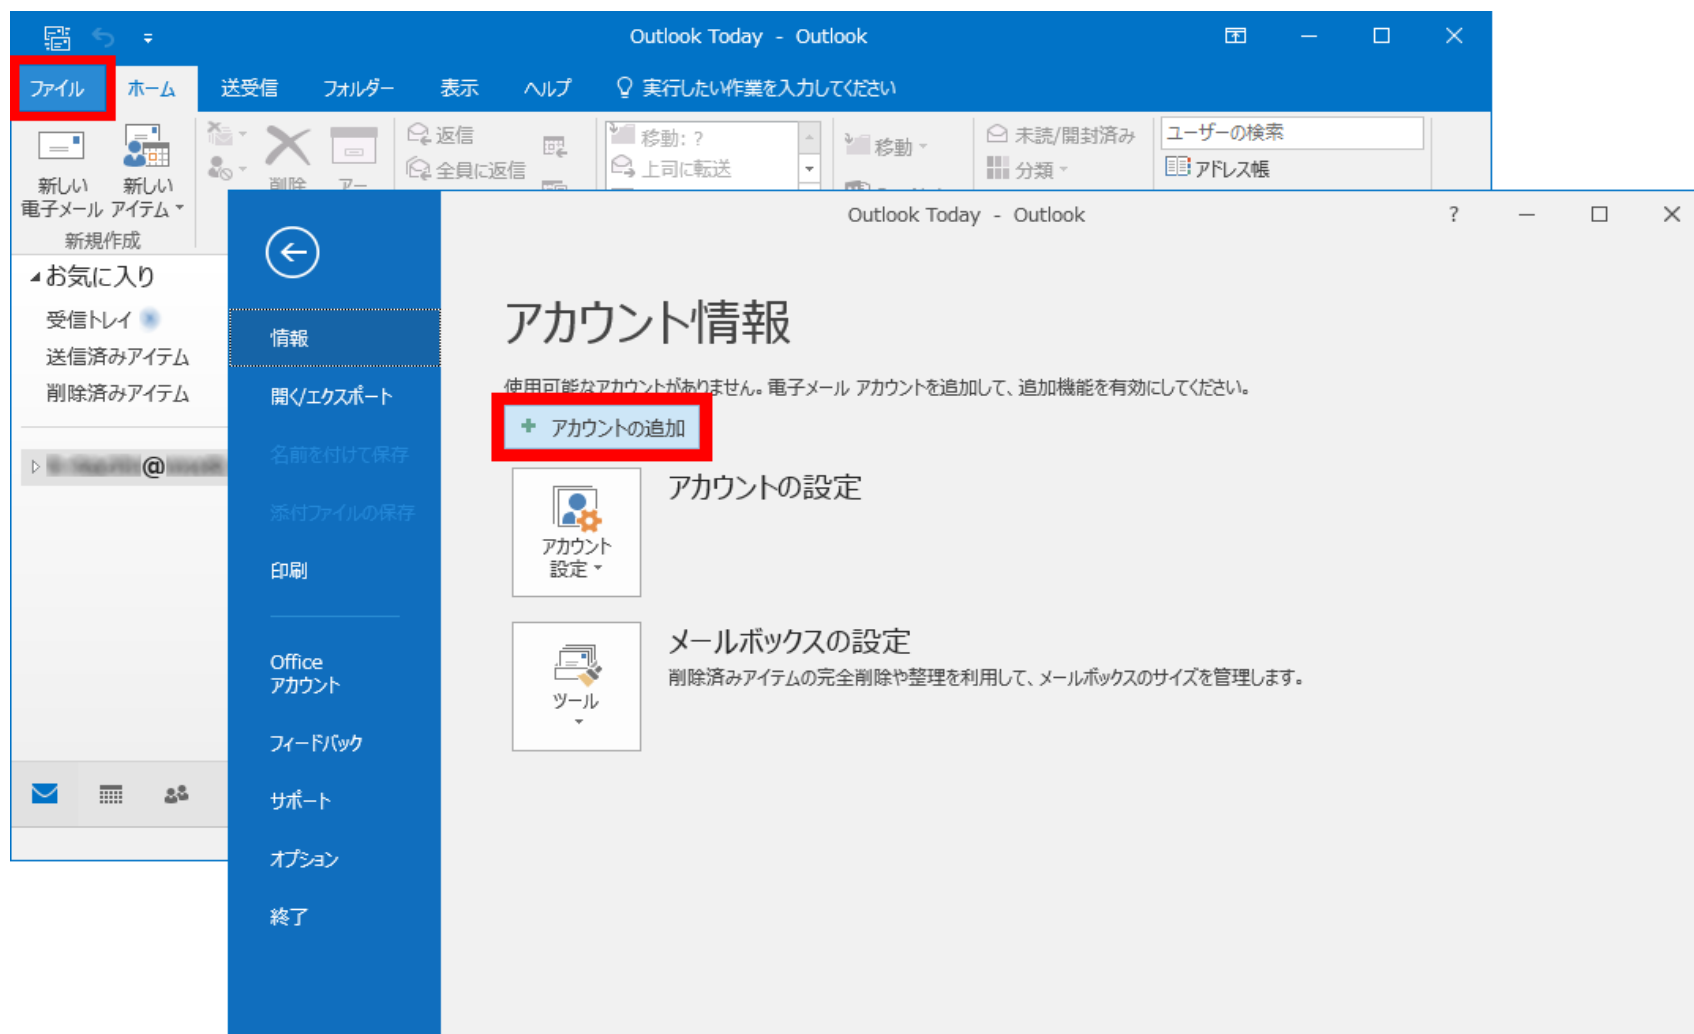 Outlook Today - Outlook
ファイル
ホーム
送受信
フォルダー
表示
ヘルプ
実行したい作業を入力してください
新しい
電子メール
新しい
アイテム
新規作成
削除
返信
全員に返信
移動: ?
上司に転送
移動
未読/開封済み
分類
ユーザーの検索
アドレス帳
お気に入り
受信トレイ
送信済みアイテム
削除済みアイテム
@
Outlook Today - Outlook
?
情報
開く/エクスポート
名前を付けて保存
添付ファイルの保存
印刷
Office
アカウント
フィードバック
サポート
オプション
終了
アカウント情報
使用可能なアカウントがありません。電子メール アカウントを追加して、追加機能を有効にしてください。
+ アカウントの追加
アカウント
設定
アカウントの設定
ツール
メールボックスの設定
削除済みアイテムの完全削除や整理を利用して、メールボックスのサイズを管理します。